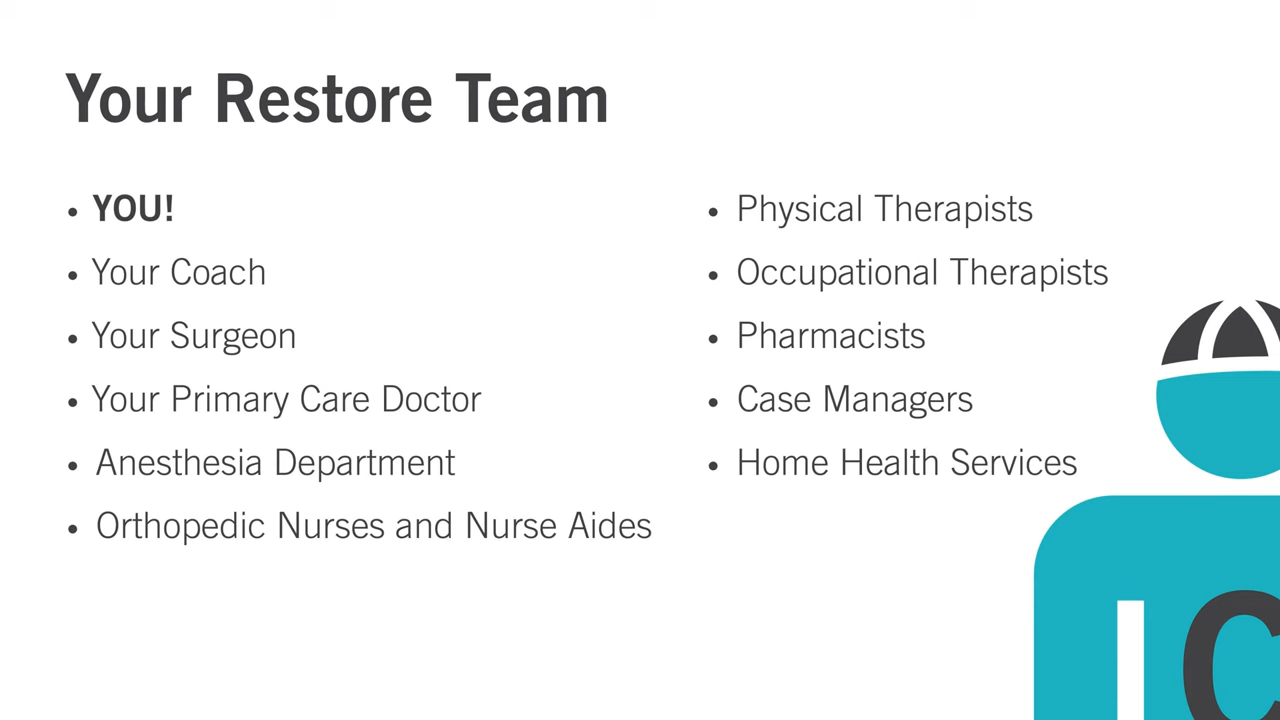 Your Restore Team
• YOU!
• Your Coach
• Your Surgeon
• Your Primary Care Doctor
• Anesthesia Department
• Orthopedic Nurses and Nurse Aides
• Physical Therapists
• Occupational Therapists
• Pharmacists
• Case Managers
• Home Health Services
C